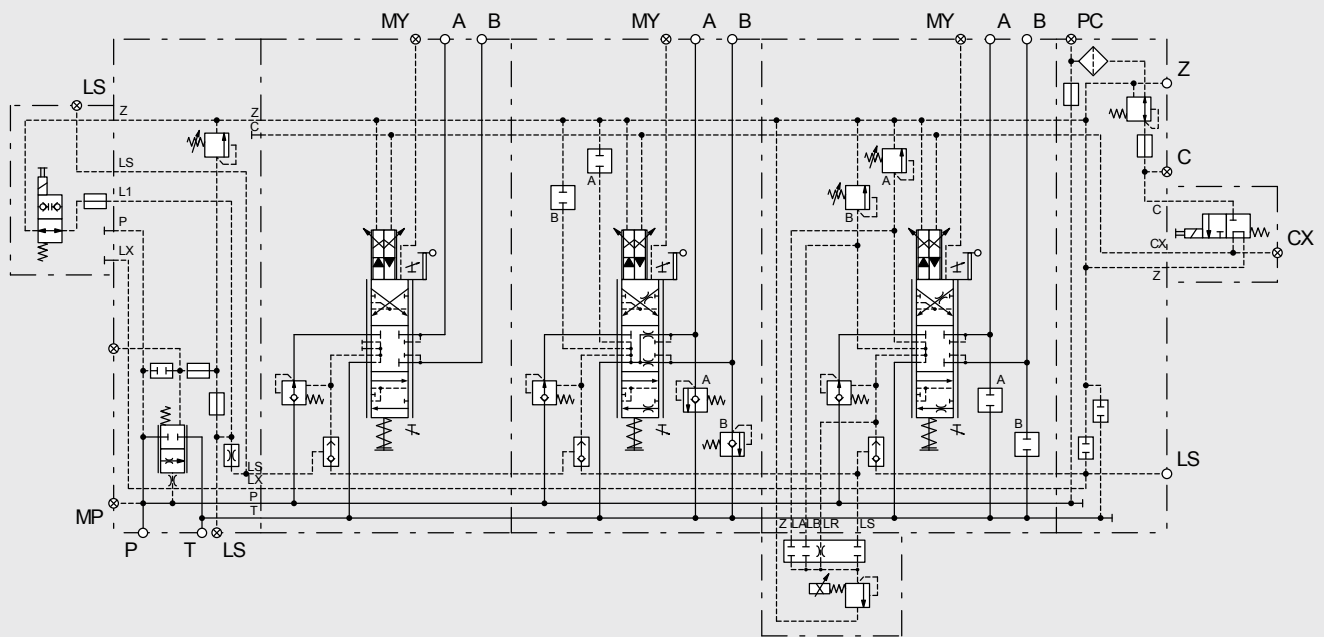 MY A B MY A B MY A B PC
LS Z
Z Z
C
LS A A C
L1 B B
P C
LX CX CX
Z
A A
B B
LS LS
LX
P
MP T
P T LS Z LA LB LR LS